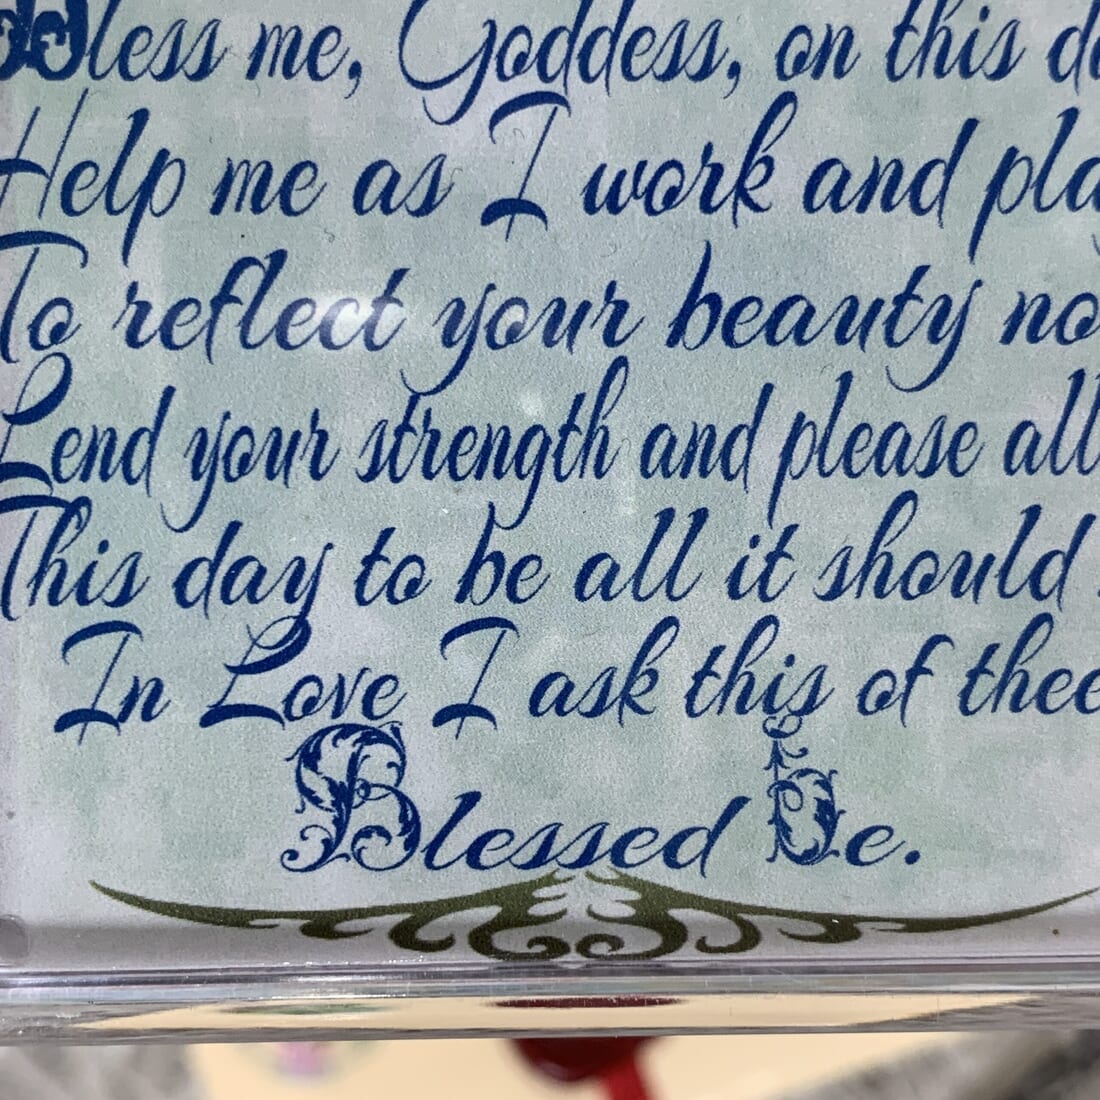 Bless me, Goddess, on this
Help me as I work and
To reflect your beauty
Lend your strength and please all
This day to be all it should
In Love I ask this of thee
Blessed Be.